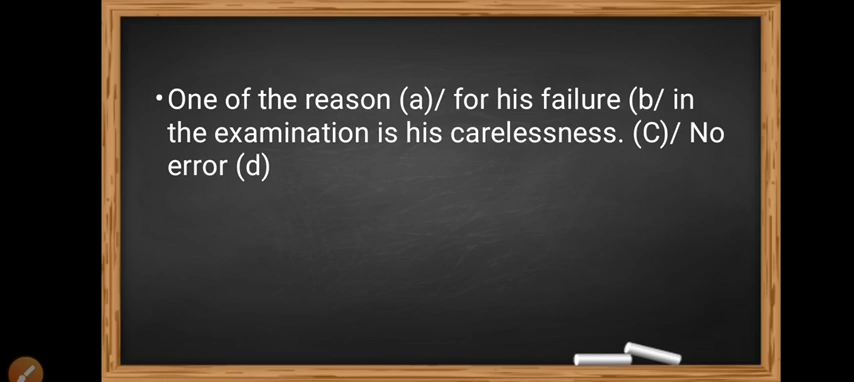 •One of the reason (a)/ for his failure (b/ in
the examination is his carelessness. (C)/ No
error (d)